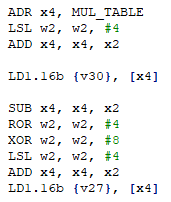 ADR x4, MUL_TABLE
LSL w2, w2, #4
ADD x4, x4, x2
LD1.16b {v30}, [x4]
SUB x4, x4, x2
ROR w2, w2, #4
XOR w2, w2, #8
LSL w2, w2, #4
ADD x4, x4, x2
LD1.16b {v27}, [x4]